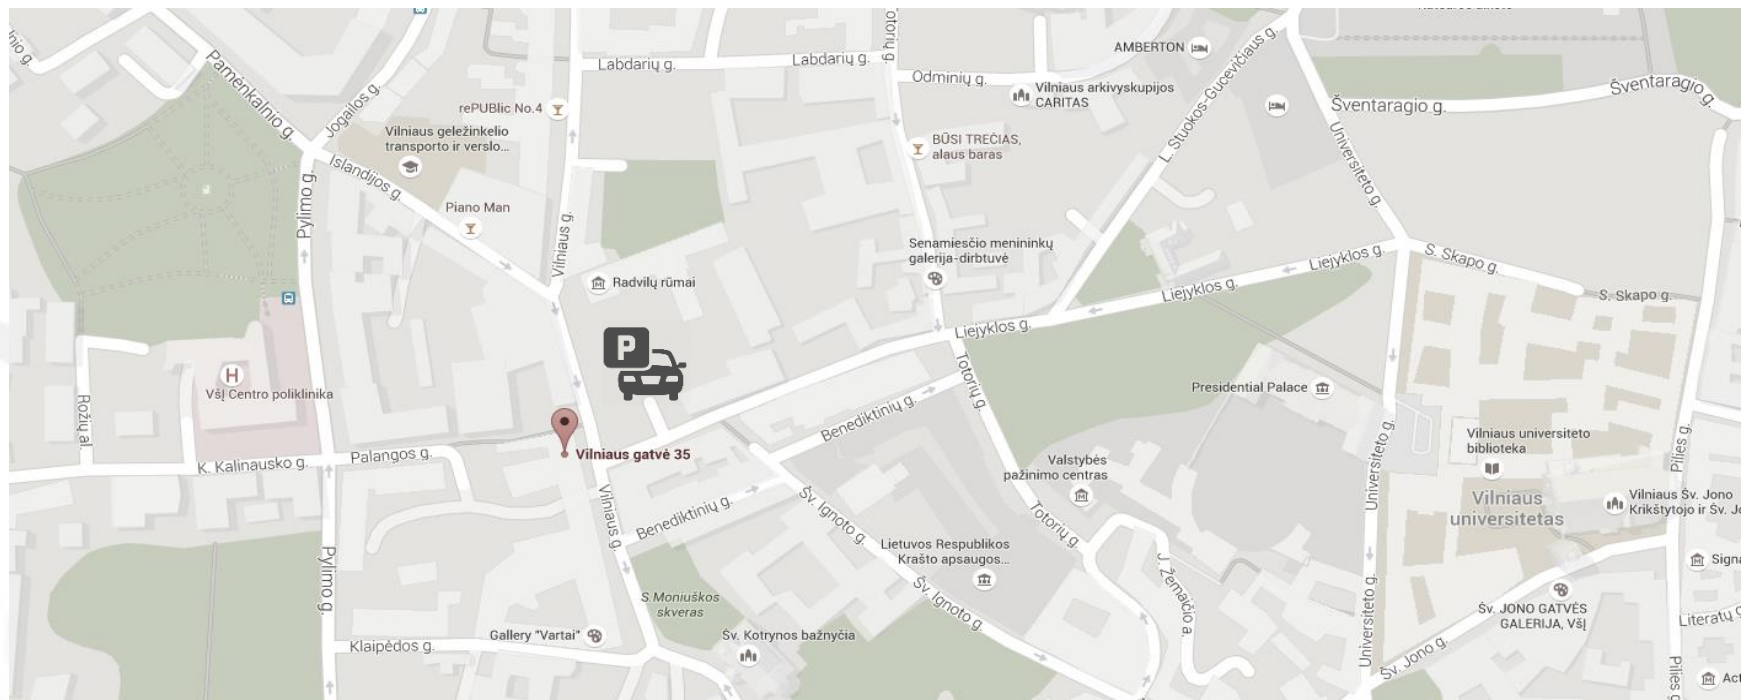 AMBERTON
Pamėnkalnio g.
Labdarių g.
Labdarių g.
Odminių g.
L. Stuokos-Gucevičiaus g.
Šventaragio g.
Šventaragio g.
Jogailos g.
rePUBlic No.4
Vilniaus arkivyskupijos
CARITAS
Vilniaus geležinkelio
transporto ir verslo...
BŪSI TREČIAS,
alaus baras
Universiteto g.
Islandijos g.
Pylimo g.
Piano Man
Vilniaus g.
Senamiesčio menininkų
galerija-dirbtuvė
Radvilų rūmai
Liejyklos g.
Liejyklos g.
Liejyklos g.
S. Skapo g.
S. Skapo g.
P
H
VšĮ Centro poliklinika
Totorių g.
Presidential Palace
Rožių al.
Benediktinių g.
K. Kalinausko g.
Palangos g.
Vilniaus gatvė 35
Valstybės
pažinimo centras
Universiteto g.
Vilniaus universiteto
biblioteka
Pilies g.
Vilniaus
universitetas
Vilniaus Šv. Jono
Krikštytojo ir Šv. Jo
Vilniaus g.
Benediktinių g.
Šv. Ignoto g.
Totorių g.
Lietuvos Respublikos
Krašto apsaugos...
J. Žemaičio a.
Signa
Pylimo g.
S. Moniuškos
skveras
Šv. Ignoto g.
Universiteto g.
Šv. JONO GATVĖS
GALERIJA, VšĮ
Literatų g.
Klaipėdos g.
Gallery "Vartai"
Šv. Kotrynos bažnyčia
Šv. Jono g.
Pilies g
Act